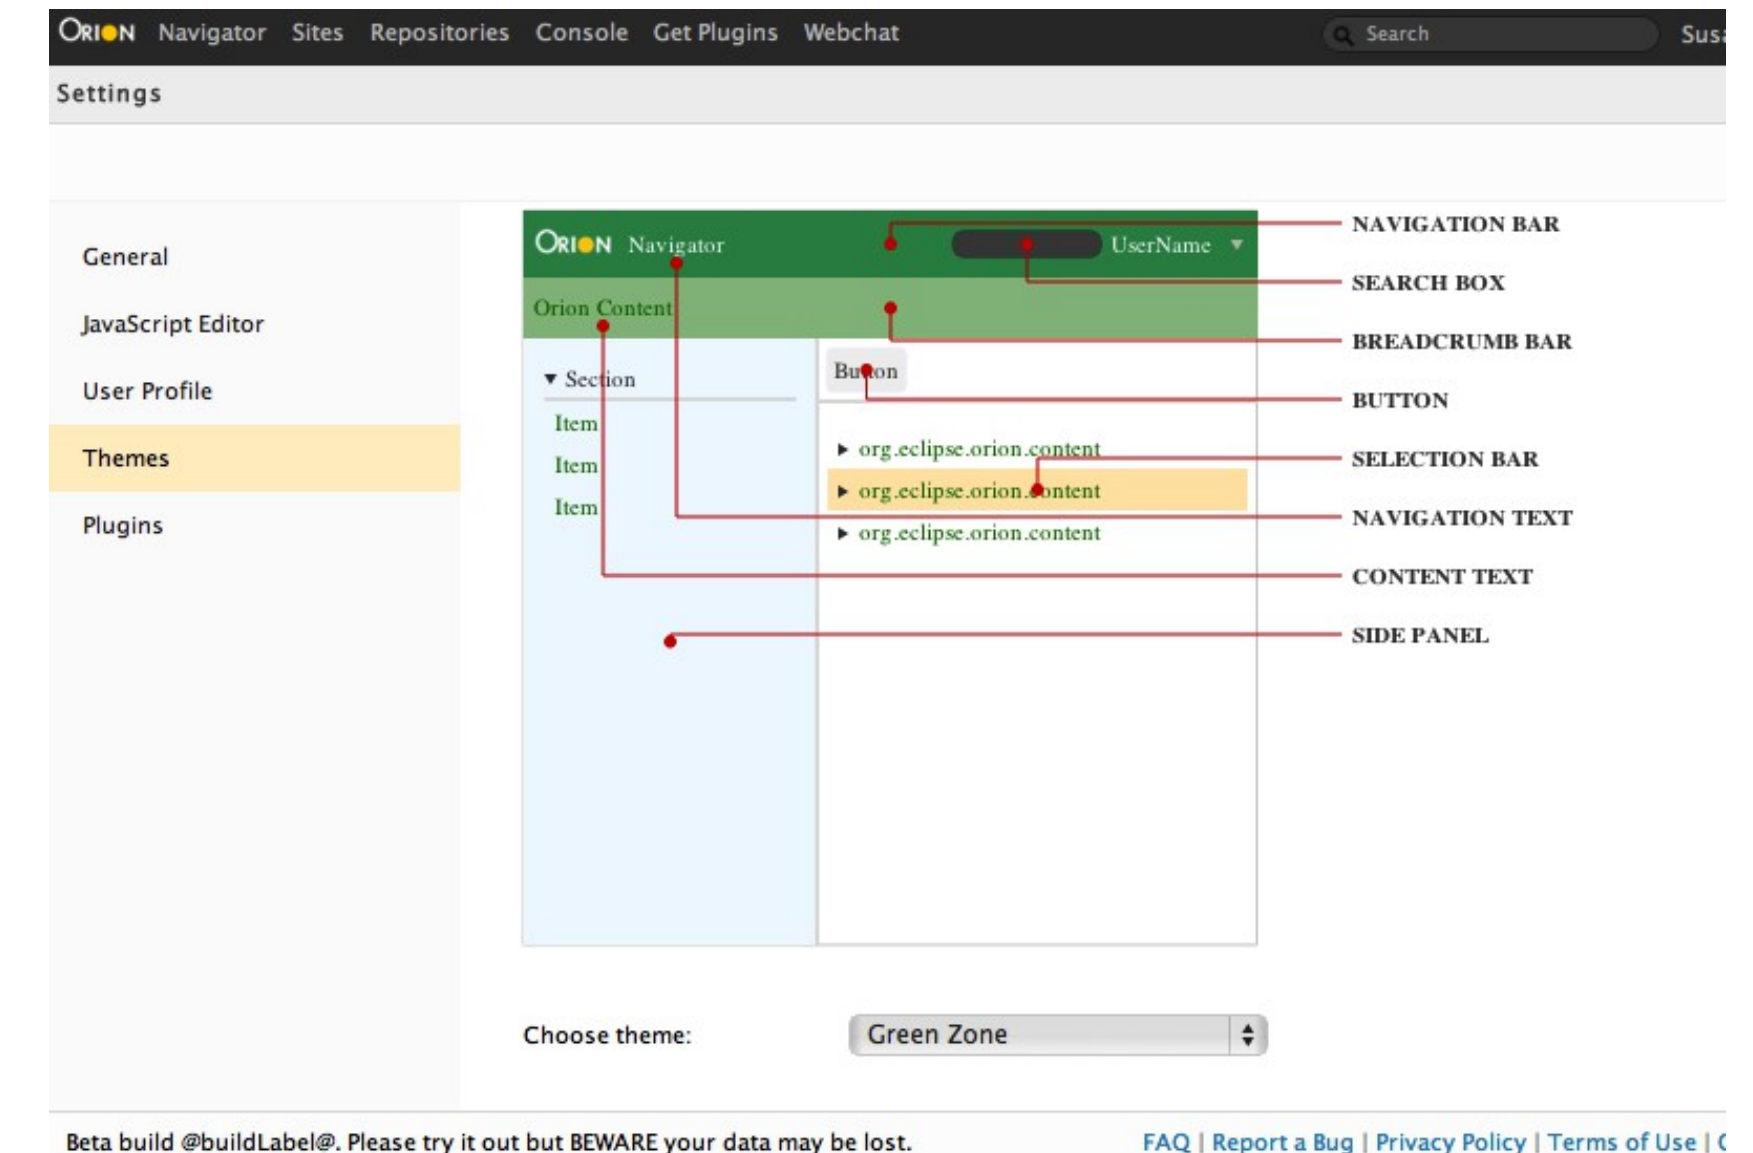 ORION Navigator Sites Repositories Console Get Plugins Webchat Search
Settings
General
JavaScript Editor
User Profile
Themes
Plugins
ORION Navigator UserName
Orion Content
Section
Item
Item
Item
Button
org.eclipse.orion.content
org.eclipse.orion.content
org.eclipse.orion.content
NAVIGATION BAR
SEARCH BOX
BREADCRUMB BAR
BUTTON
SELECTION BAR
NAVIGATION TEXT
CONTENT TEXT
SIDE PANEL
Choose theme: Green Zone
Beta build @buildLabel@. Please try it out but BEWARE your data may be lost. FAQ | Report a Bug | Privacy Policy | Terms of Use |